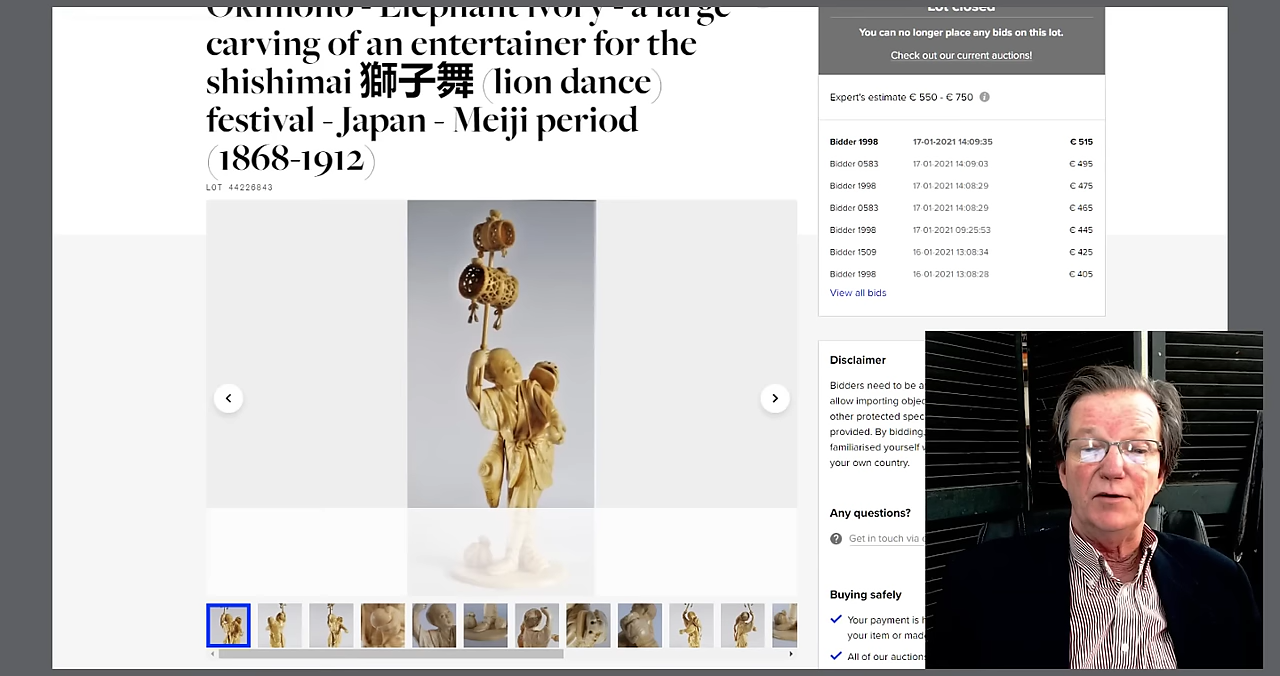 Okimono - Elephant ivory - a large
carving of an entertainer for the
shishimai 獅子舞 (lion dance)
festival - Japan - Meiji period
(1868-1912)
LOT 44226843
Lot closed
You can no longer place any bids on this lot.
Check out our current auctions!
Expert's estimate € 550 - € 750
Bidder 1998 17-01-2021 14:09:35 € 515
Bidder 0583 17-01-2021 14:09:03 € 495
Bidder 1998 17-01-2021 14:08:29 € 475
Bidder 0583 17-01-2021 14:08:29 € 465
Bidder 1998 17-01-2021 09:25:53 € 445
Bidder 1509 16-01-2021 13:08:34 € 425
Bidder 1998 16-01-2021 13:08:28 € 405
View all bids
Disclaimer
Bidders need to be a
allow importing objec
other protected spec
provided. By bidding,
familiarised yourself
your own country.
Any questions?
Get in touch via
Buying safely
Your payment is h
your item or mad
All of our auction